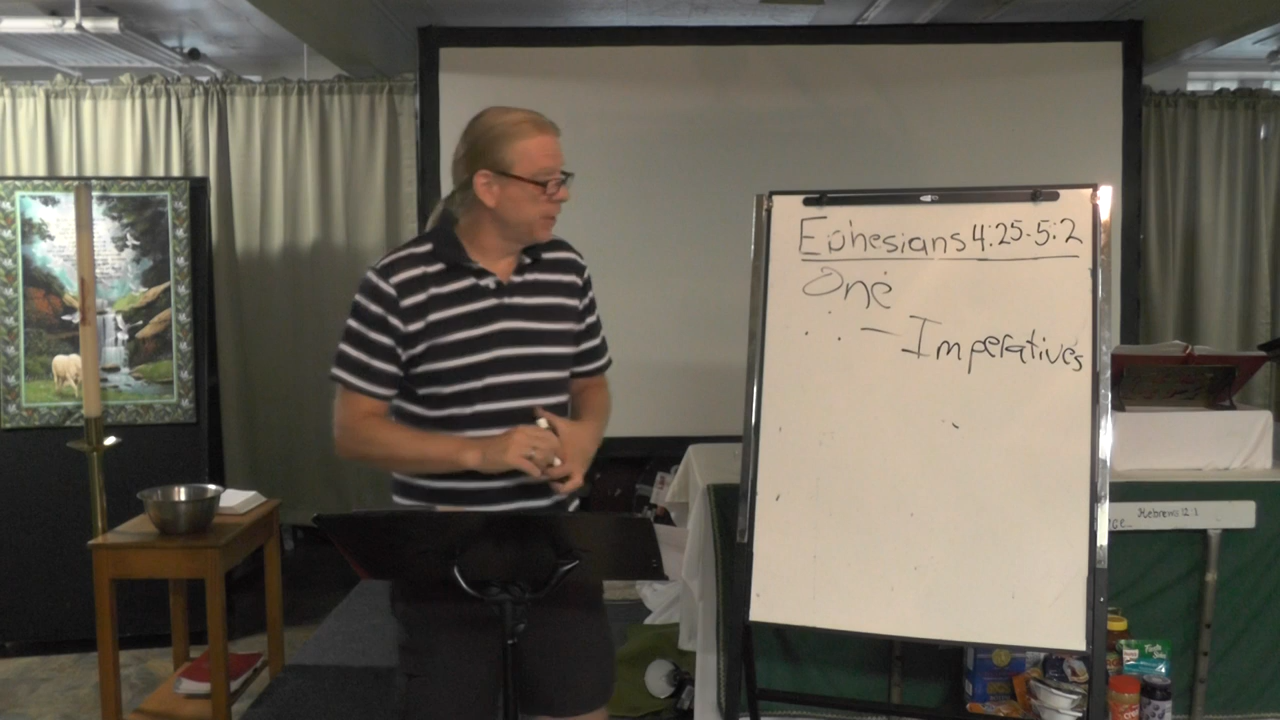 Ephesians 4:25-5:2
One
∴ — Imperatives
Hebrews 12:1